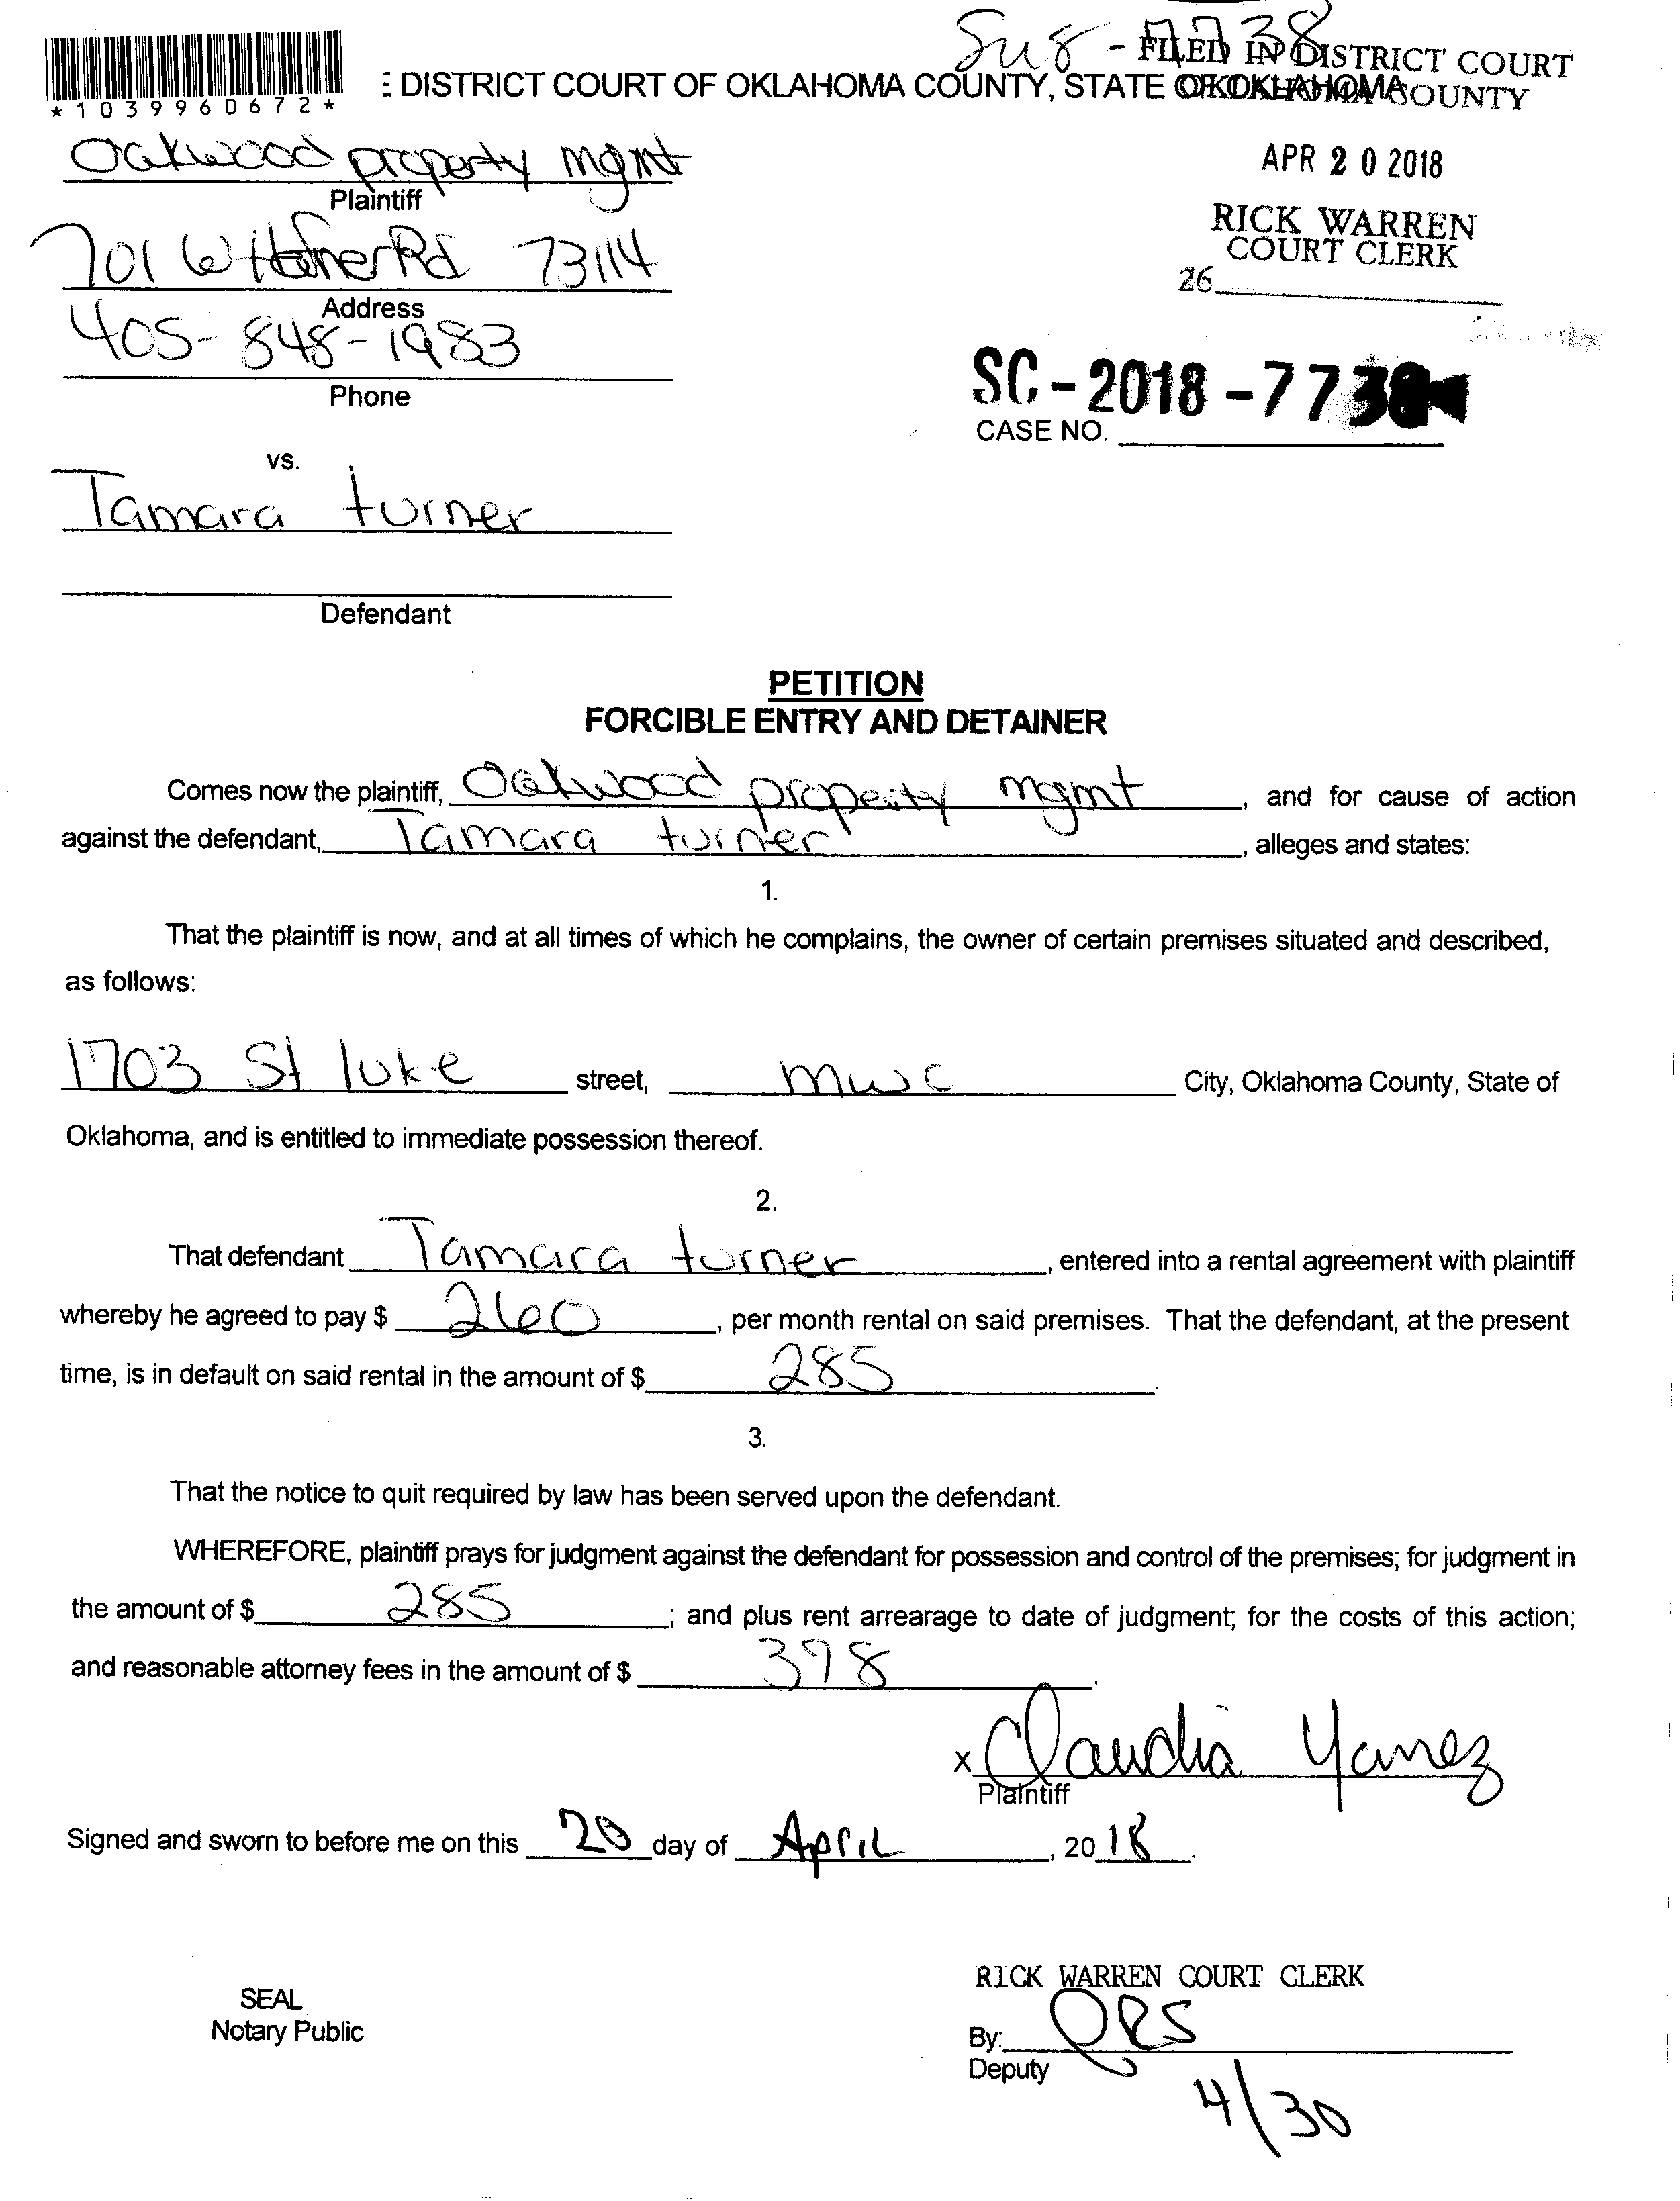 Su8-7738
FILED IN DISTRICT COURT
OKLAHOMA COUNTY
*1039960672*
E DISTRICT COURT OF OKLAHOMA COUNTY, STATE OF OKLAHOMA
Oakwood property mgmt
Plaintiff
APR 20 2018
RICK WARREN
COURT CLERK
26
701 W Hefner Rd 73114
Address
405-848-1983
Phone
SC-2018-7738
CASE NO.
vs.
Tamara turner
Defendant
PETITION
FORCIBLE ENTRY AND DETAINER
Comes now the plaintiff, Oakwood property mgmt, and for cause of action
against the defendant, Tamara turner, alleges and states:
1.
That the plaintiff is now, and at all times of which he complains, the owner of certain premises situated and described,
as follows:
1703 St luke street, mwc City, Oklahoma County, State of
Oklahoma, and is entitled to immediate possession thereof.
2.
That defendant Tamara turner, entered into a rental agreement with plaintiff
whereby he agreed to pay $ 260, per month rental on said premises. That the defendant, at the present
time, is in default on said rental in the amount of $ 285.
3.
That the notice to quit required by law has been served upon the defendant.
WHEREFORE, plaintiff prays for judgment against the defendant for possession and control of the premises; for judgment in
the amount of $ 285; and plus rent arrearage to date of judgment; for the costs of this action;
and reasonable attorney fees in the amount of $ 398.
x Claudia Yanez
Plaintiff
Signed and sworn to before me on this 20 day of April, 2018.
RICK WARREN COURT CLERK
SEAL
Notary Public
By:
Deputy
4/30